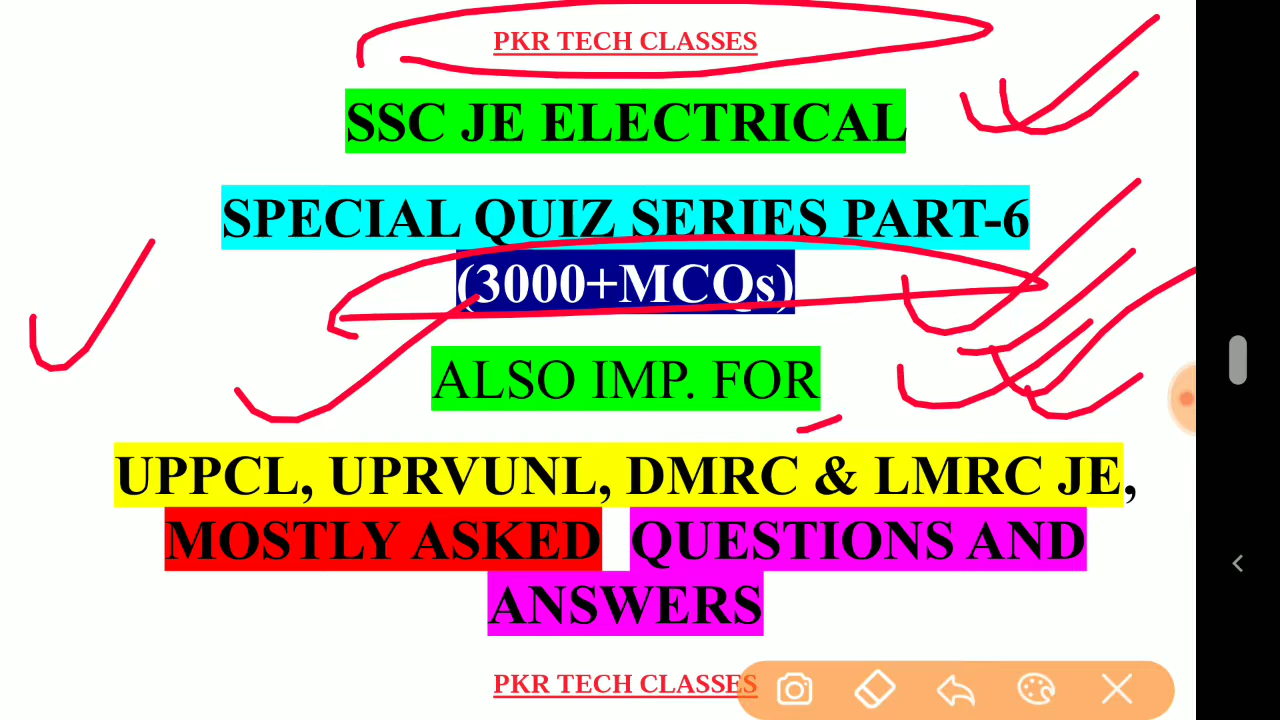 PKR TECH CLASSES
SSC JE ELECTRICAL
SPECIAL QUIZ SERIES PART-6
(3000+MCQs)
ALSO IMP. FOR
UPPCL, UPRVUNL, DMRC & LMRC JE,
MOSTLY ASKED QUESTIONS AND
ANSWERS
PKR TECH CLASSES